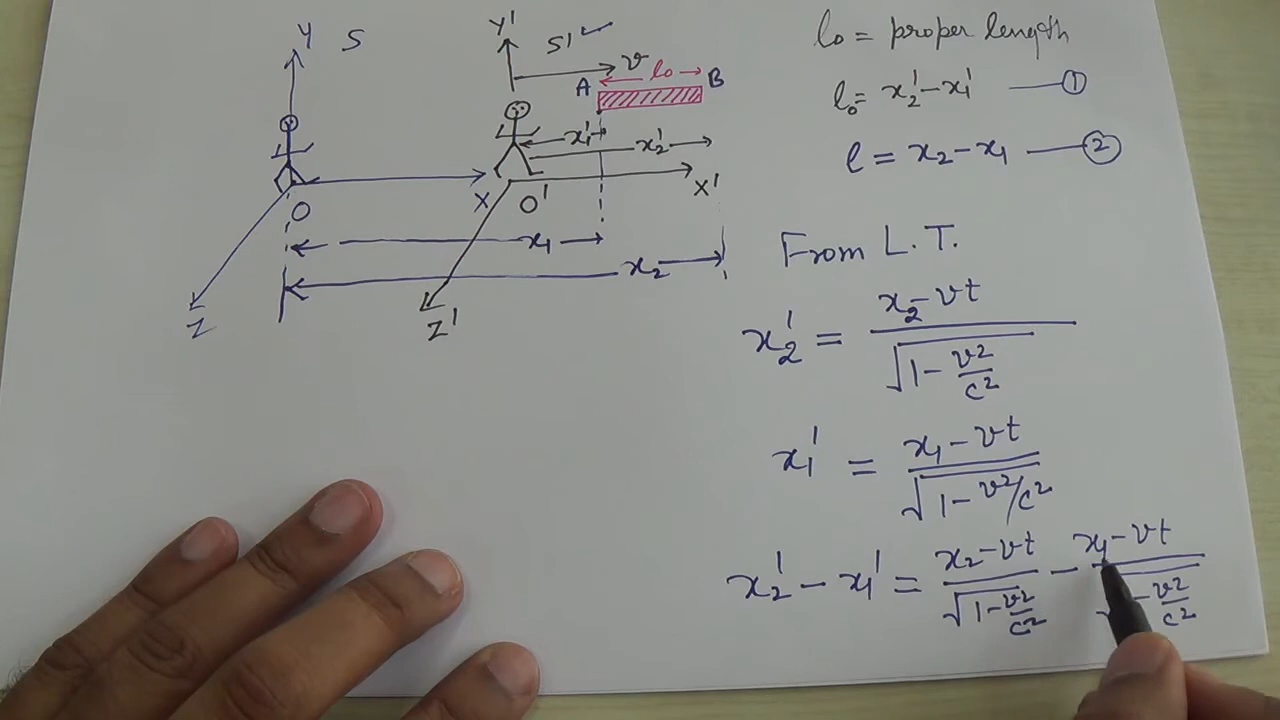 Y S
Y' S' ✓
v
A l₀ B
x₁'
x₂'
X
X'
O
O'
x₁
x₂
Z
Z'
l₀ = proper length
l₀ = x₂' - x₁' —— ①
l = x₂ - x₁ —— ②
From L.T.
x₂' = (x₂ - vt) / √(1 - v²/c²)
x₁' = (x₁ - vt) / √(1 - v²/c²)
x₂' - x₁' = (x₂ - vt) / √(1 - v²/c²) - (x₁ - vt) / √(1 - v²/c²)